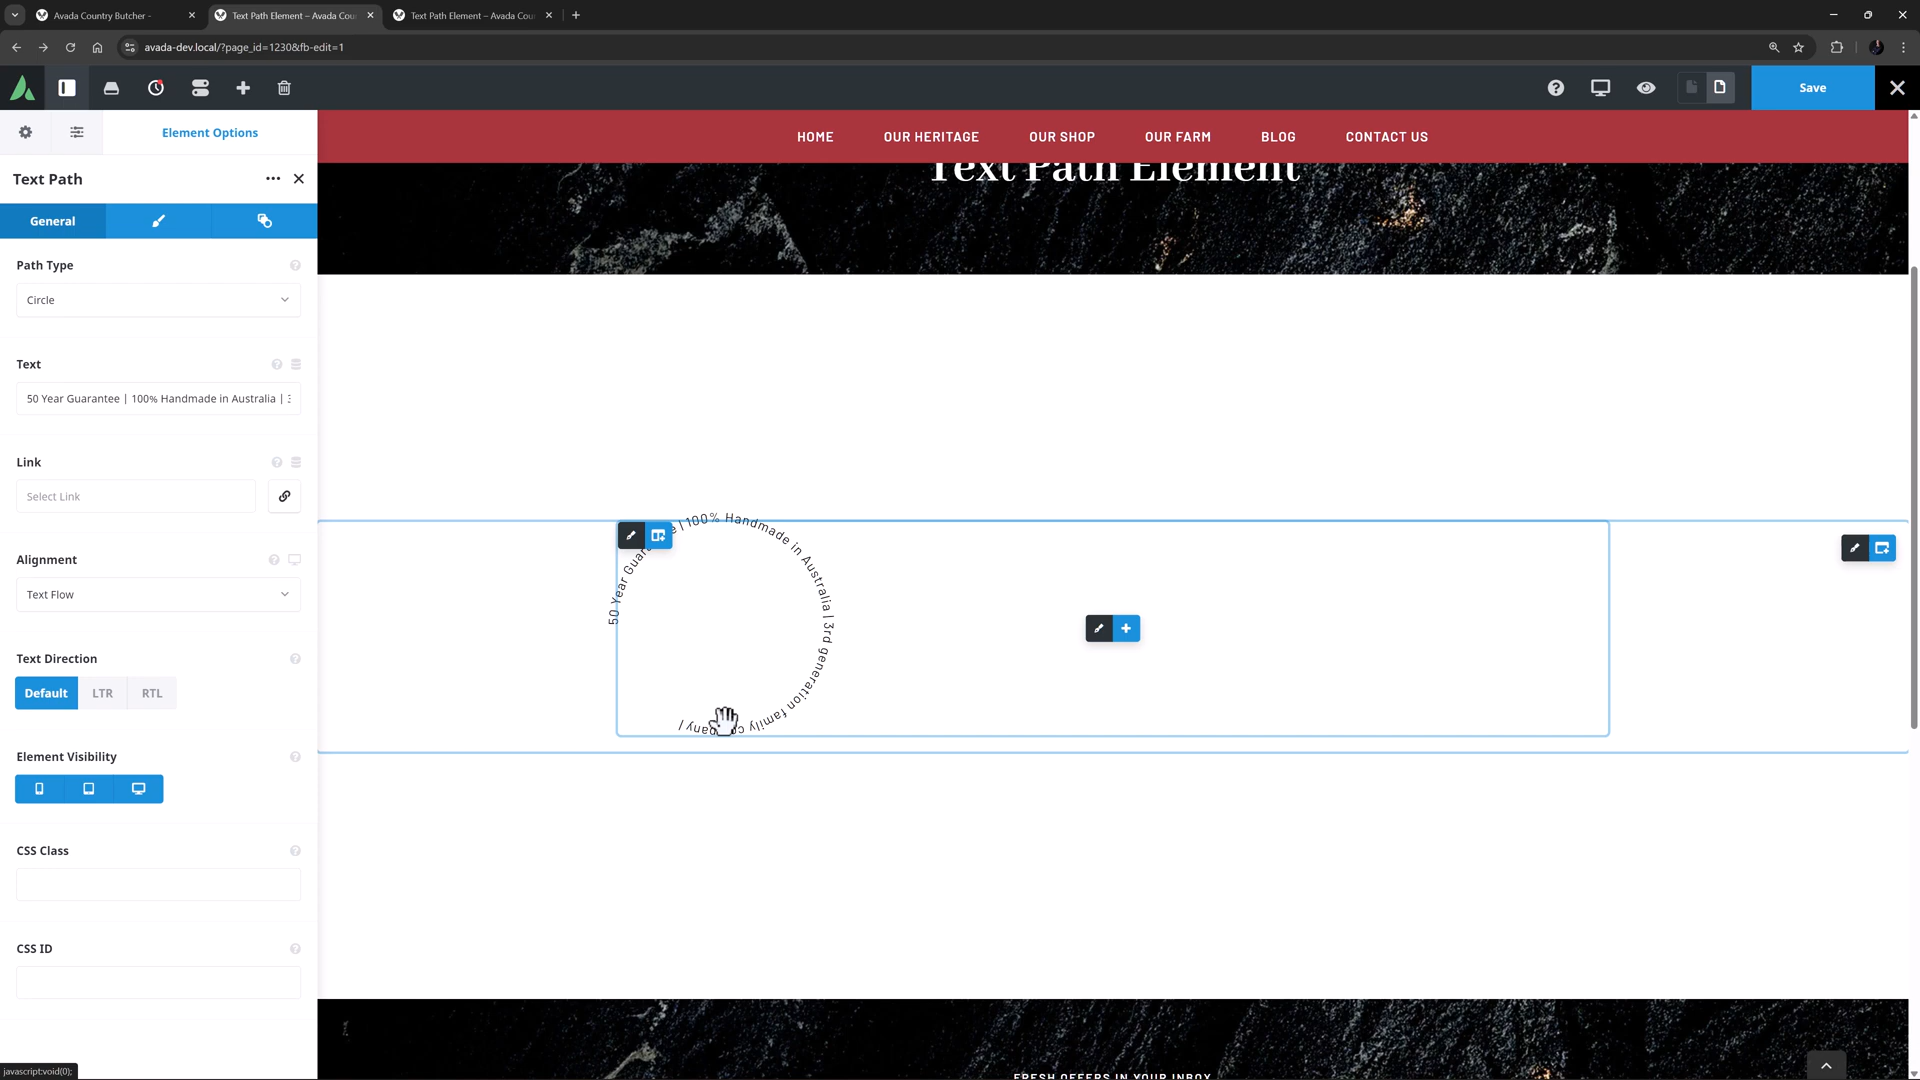 Avada Country Butcher -
Text Path Element – Avada Cou
Text Path Element – Avada Cou
avada-dev.local/?page_id=1230&fb-edit=1
Save
Element Options
HOME
OUR HERITAGE
OUR SHOP
OUR FARM
BLOG
CONTACT US
Text Path Element
Text Path
General
Path Type
Circle
Text
50 Year Guarantee | 100% Handmade in Australia | 3
Link
Select Link
Alignment
Text Flow
Text Direction
Default
LTR
RTL
Element Visibility
CSS Class
CSS ID
50 Year Guarantee | 100% Handmade in Australia | 3rd generation family company |
FRESH OFFERS IN YOUR INBOX
javascript:void(0);